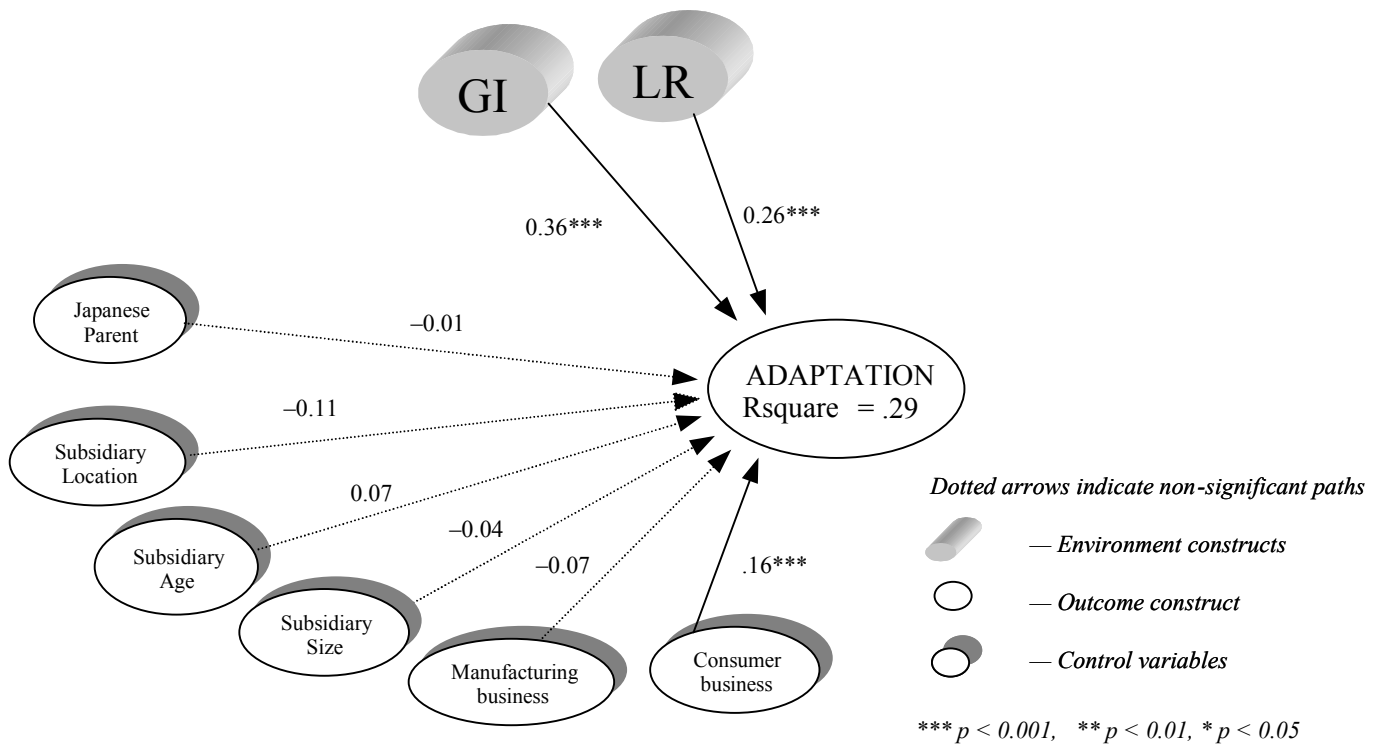 GI
LR
0.36***
0.26***
Japanese
Parent
–0.01
ADAPTATION
Rsquare = .29
–0.11
Subsidiary
Location
0.07
Subsidiary
Age
–0.04
Subsidiary
Size
–0.07
Manufacturing
business
.16***
Consumer
business
Dotted arrows indicate non-significant paths
— Environment constructs
— Outcome construct
— Control variables
*** p < 0.001, ** p < 0.01, * p < 0.05